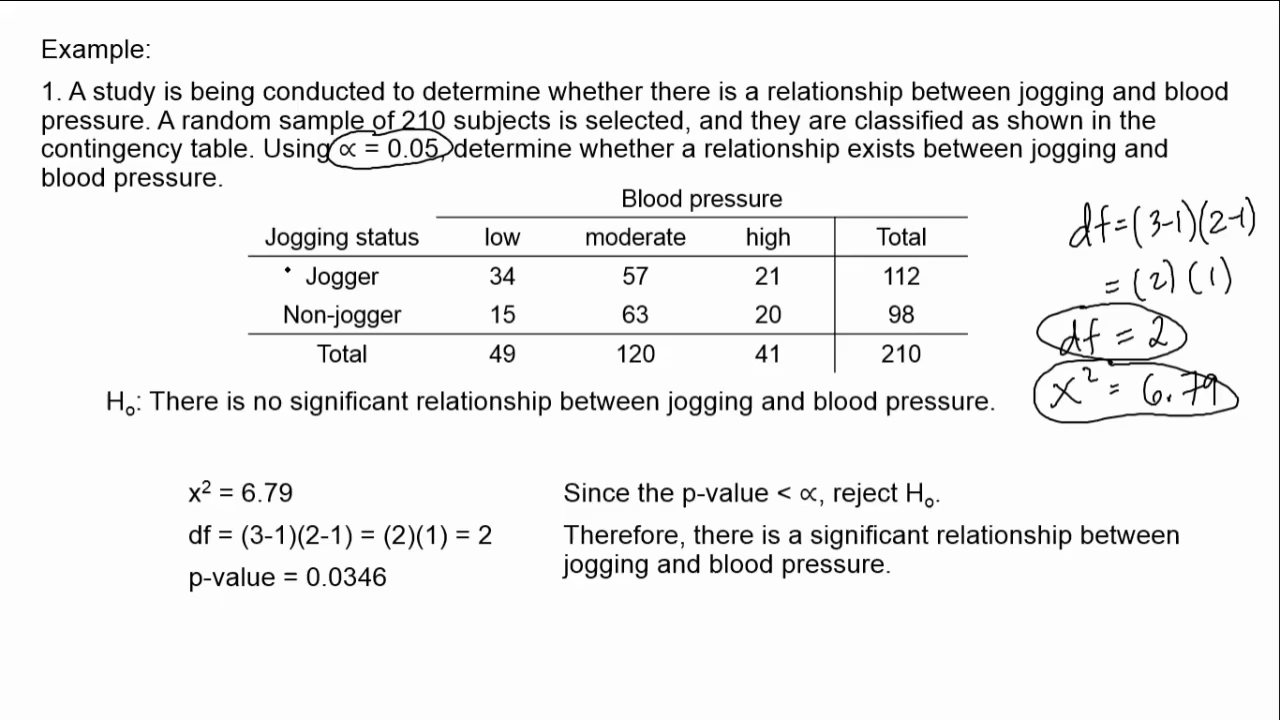 Example:
1. A study is being conducted to determine whether there is a relationship between jogging and blood
pressure. A random sample of 210 subjects is selected, and they are classified as shown in the
contingency table. Using ∝ = 0.05, determine whether a relationship exists between jogging and
blood pressure.
Blood pressure
Jogging status low moderate high Total
Jogger 34 57 21 112
Non-jogger 15 63 20 98
Total 49 120 41 210
df=(3-1)(2-1)
= (2) (1)
df = 2
x² = 6.79
H₀: There is no significant relationship between jogging and blood pressure.
x² = 6.79
df = (3-1)(2-1) = (2)(1) = 2
p-value = 0.0346
Since the p-value < ∝, reject H₀.
Therefore, there is a significant relationship between
jogging and blood pressure.